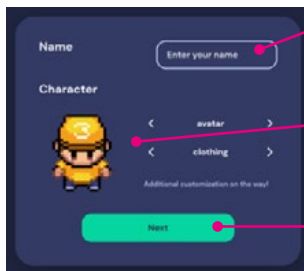 Name
Enter your name
Character
< avatar >
< clothing >
Additional customization on the way!
Next